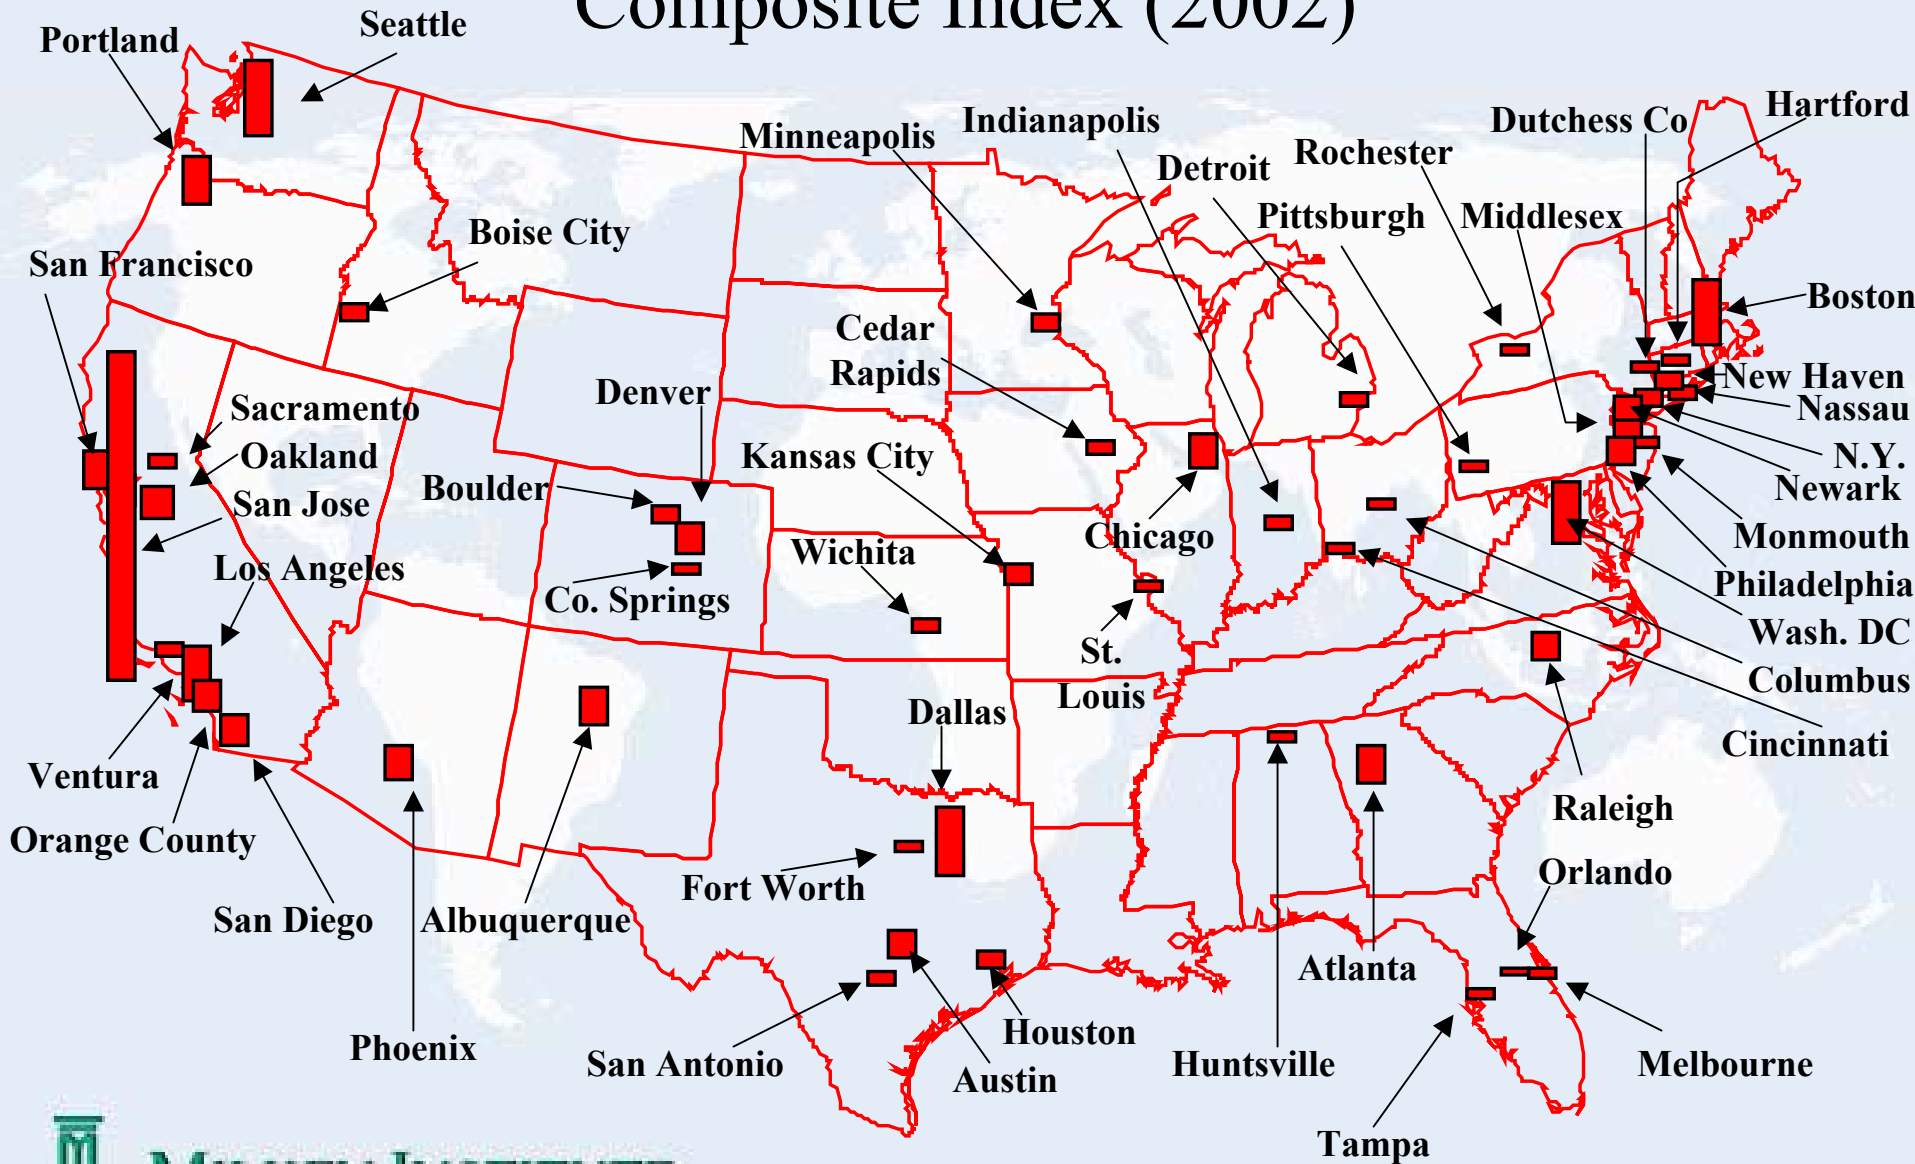 Composite Index (2002)
Portland
Seattle
Hartford
Dutchess Co
Indianapolis
Minneapolis
Rochester
Detroit
Pittsburgh
Middlesex
Boise City
San Francisco
Boston
Cedar
Rapids
New Haven
Denver
Nassau
Sacramento
Oakland
Kansas City
N.Y.
Boulder
Newark
San Jose
Chicago
Monmouth
Wichita
Los Angeles
Philadelphia
Co. Springs
Wash. DC
St.
Louis
Columbus
Dallas
Cincinnati
Ventura
Raleigh
Orange County
Orlando
Fort Worth
San Diego
Albuquerque
Atlanta
Houston
Phoenix
San Antonio
Huntsville
Melbourne
Austin
Tampa